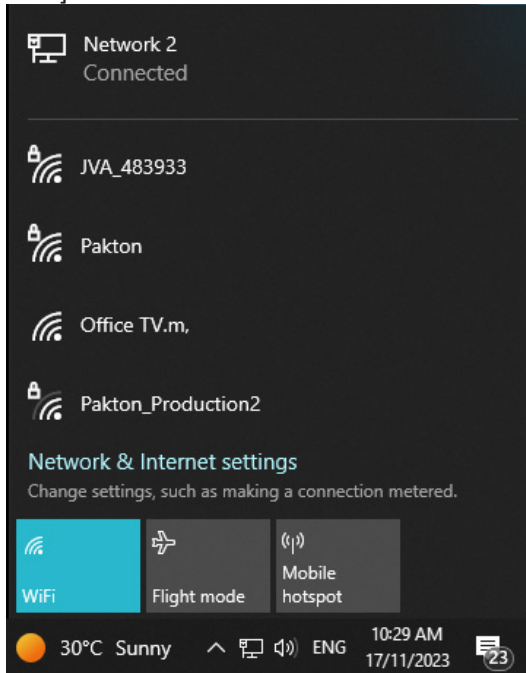 Network 2
Connected
JVA_483933
Pakton
Office TV.m,
Pakton_Production2
Network & Internet settings
Change settings, such as making a connection metered.
WiFi
Flight mode
Mobile
hotspot
30°C Sunny
ENG
10:29 AM
17/11/2023
23